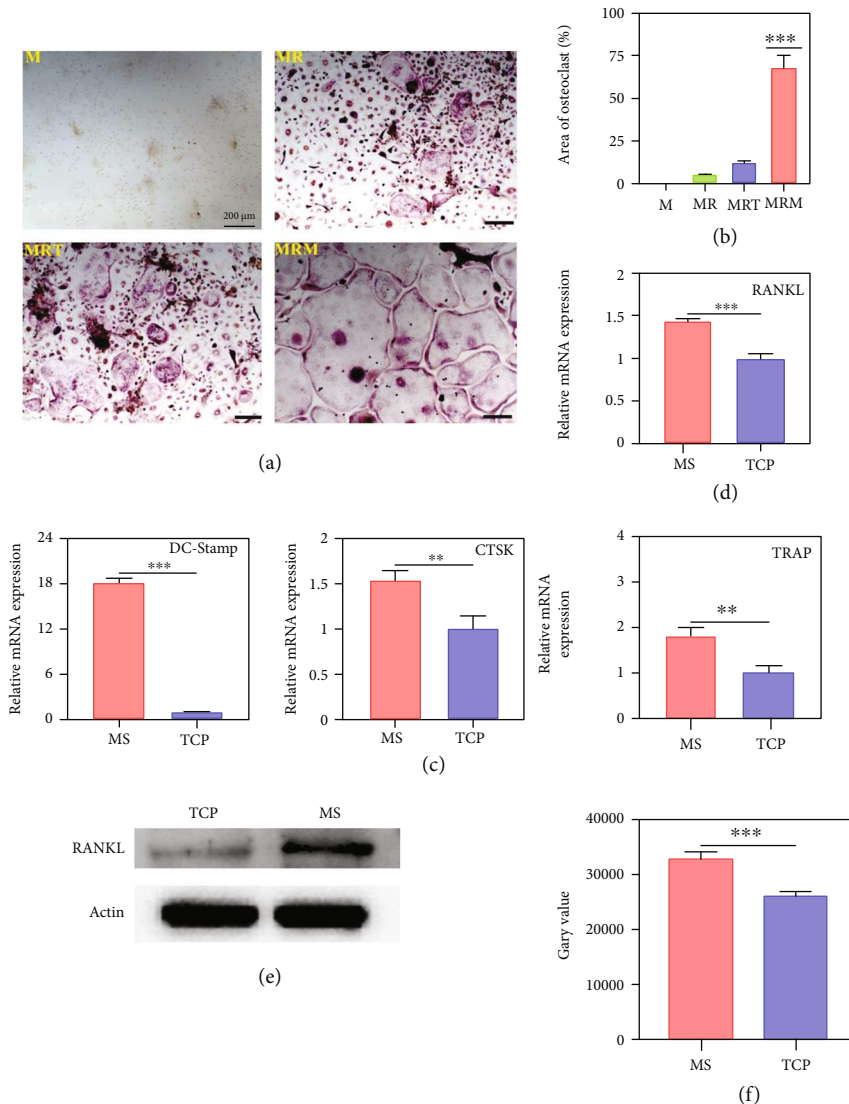 M
MR
200 μm
MRT
MRM
(a)
Area of osteoclast (%)
100
75
50
25
0
***
M MR MRT MRM
(b)
Relative mRNA expression
2
1.5
1
0.5
0
RANKL
***
MS TCP
(d)
Relative mRNA expression
24
18
12
6
0
DC-Stamp
***
MS TCP
Relative mRNA expression
2
1.5
1
0.5
0
CTSK
**
MS TCP
(c)
Relative mRNA
expression
4
3
2
1
0
TRAP
**
MS TCP
TCP MS
RANKL
Actin
(e)
Gary value
40000
30000
20000
10000
0
***
MS TCP
(f)